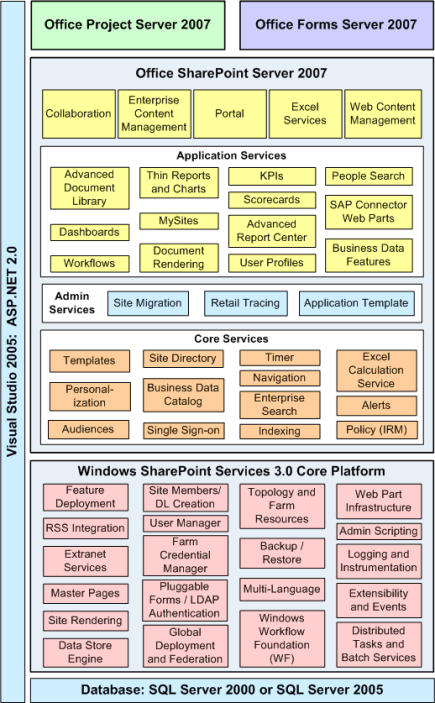 Visual Studio 2005:  ASP.NET 2.0
Office Project Server 2007
Office Forms Server 2007
Office SharePoint Server 2007
Collaboration
Enterprise
Content
Management
Portal
Excel
Services
Web Content
Management
Application Services
Advanced
Document
Library
Dashboards
Workflows
Thin Reports
and Charts
MySites
Document
Rendering
KPIs
Scorecards
Advanced
Report Center
User Profiles
People Search
SAP Connector
Web Parts
Business Data
Features
Admin
Services
Site Migration
Retail Tracing
Application Template
Core Services
Templates
Personal-
ization
Audiences
Site Directory
Business Data
Catalog
Single Sign-on
Timer
Navigation
Enterprise
Search
Indexing
Excel
Calculation
Service
Alerts
Policy (IRM)
Windows SharePoint Services 3.0 Core Platform
Feature
Deployment
RSS Integration
Extranet
Services
Master Pages
Site Rendering
Data Store
Engine
Site Members/
DL Creation
User Manager
Farm
Credential
Manager
Pluggable
Forms / LDAP
Authentication
Global
Deployment
and Federation
Topology and
Farm
Resources
Backup /
Restore
Multi-Language
Windows
Workflow
Foundation
(WF)
Web Part
Infrastructure
Admin Scripting
Logging and
Instrumentation
Extensibility
and Events
Distributed
Tasks and
Batch Services
Database: SQL Server 2000 or SQL Server 2005